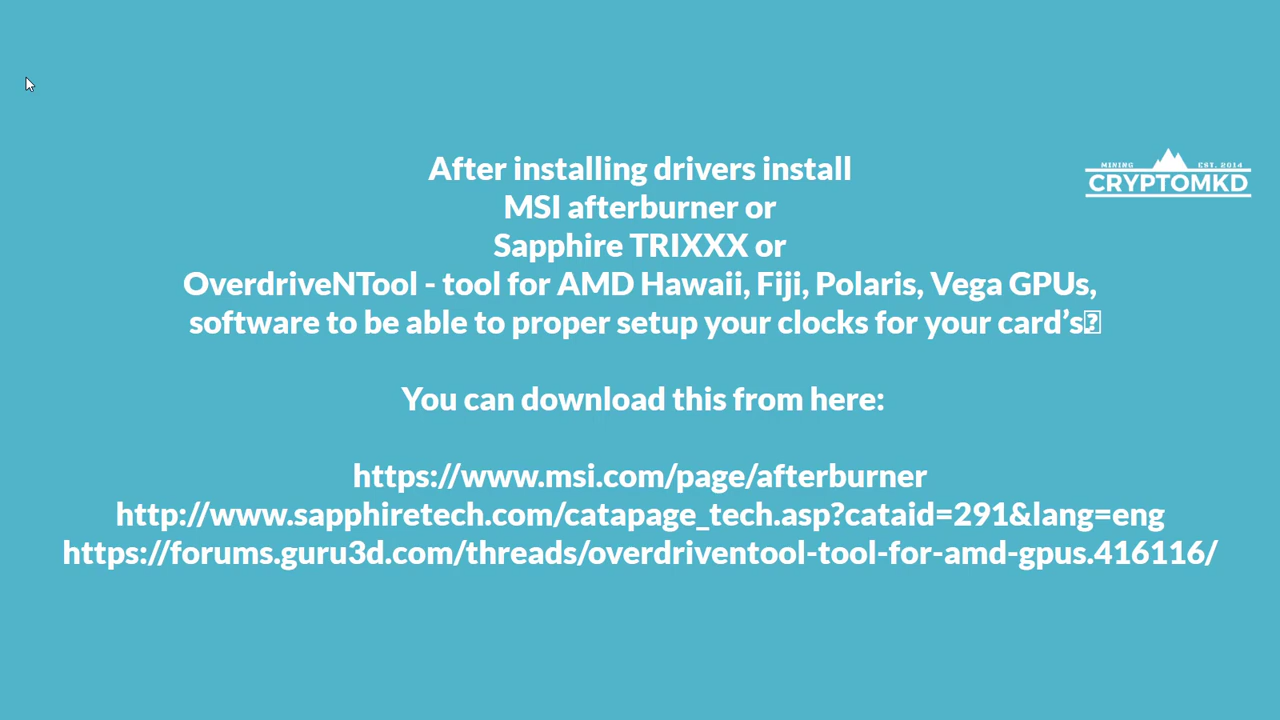 After installing drivers install
MSI afterburner or
Sapphire TRIXXX or
OverdriveNTool - tool for AMD Hawaii, Fiji, Polaris, Vega GPUs,
software to be able to proper setup your clocks for your card’s
You can download this from here:
https://www.msi.com/page/afterburner
http://www.sapphiretech.com/catapage_tech.asp?cataid=291&lang=eng
https://forums.guru3d.com/threads/overdriventool-tool-for-amd-gpus.416116/
MINING EST. 2014
CRYPTOMKD